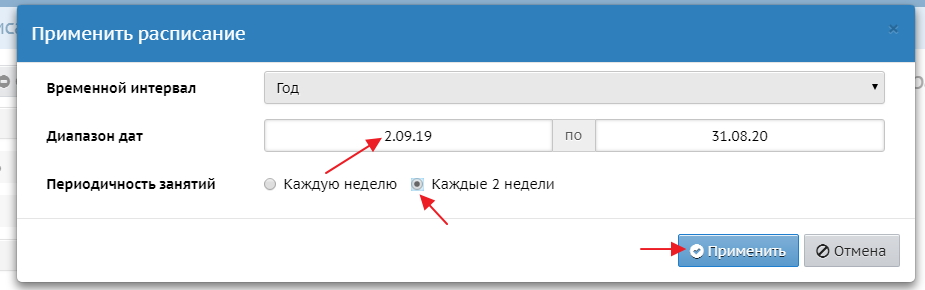 Применить расписание ×
Временной интервал Год
Диапазон дат 2.09.19 по 31.08.20
Периодичность занятий Каждую неделю Каждые 2 недели
Применить Отмена